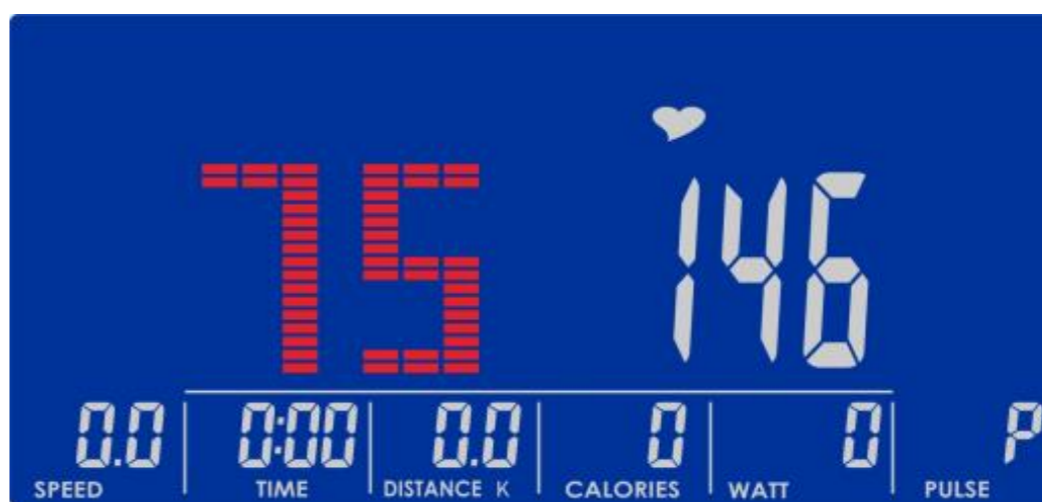 75 146
0.0 0:00 0.0 0 0 P
SPEED TIME DISTANCE K CALORIES WATT PULSE